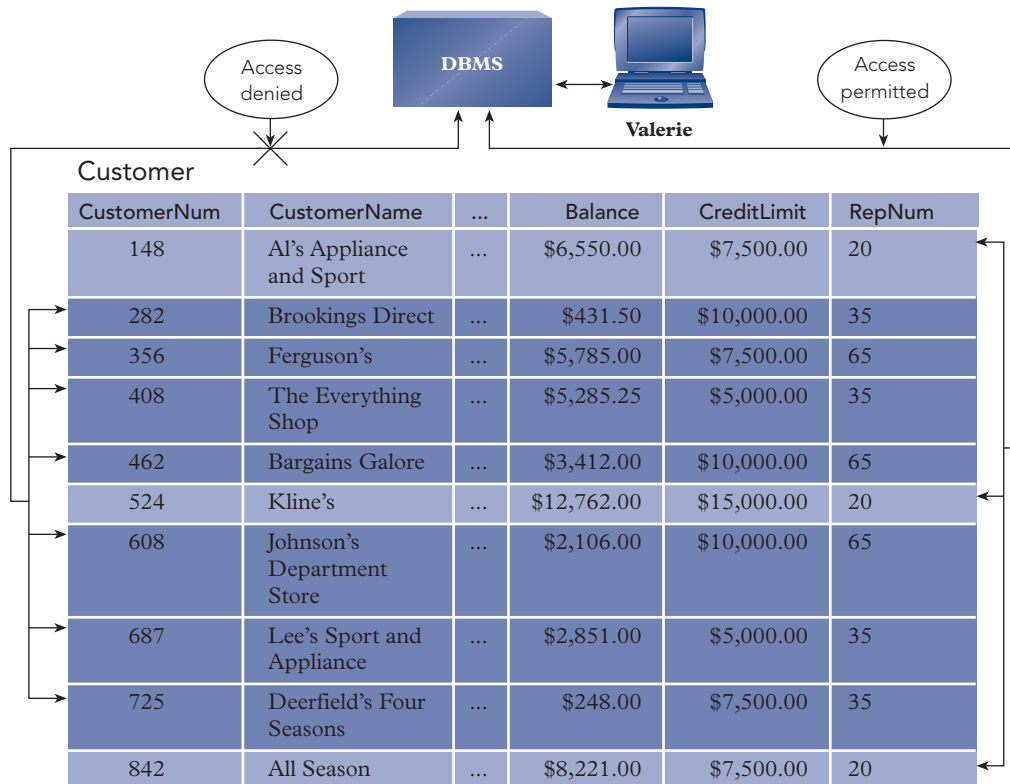 Access
denied
DBMS
Access
permitted
Valerie
Customer
CustomerNum CustomerName ... Balance CreditLimit RepNum
148 Al's Appliance ... $6,550.00 $7,500.00 20
and Sport
282 Brookings Direct ... $431.50 $10,000.00 35
356 Ferguson's ... $5,785.00 $7,500.00 65
408 The Everything ... $5,285.25 $5,000.00 35
Shop
462 Bargains Galore ... $3,412.00 $10,000.00 65
524 Kline's ... $12,762.00 $15,000.00 20
608 Johnson's ... $2,106.00 $10,000.00 65
Department
Store
687 Lee's Sport and ... $2,851.00 $5,000.00 35
Appliance
725 Deerfield's Four ... $248.00 $7,500.00 35
Seasons
842 All Season ... $8,221.00 $7,500.00 20